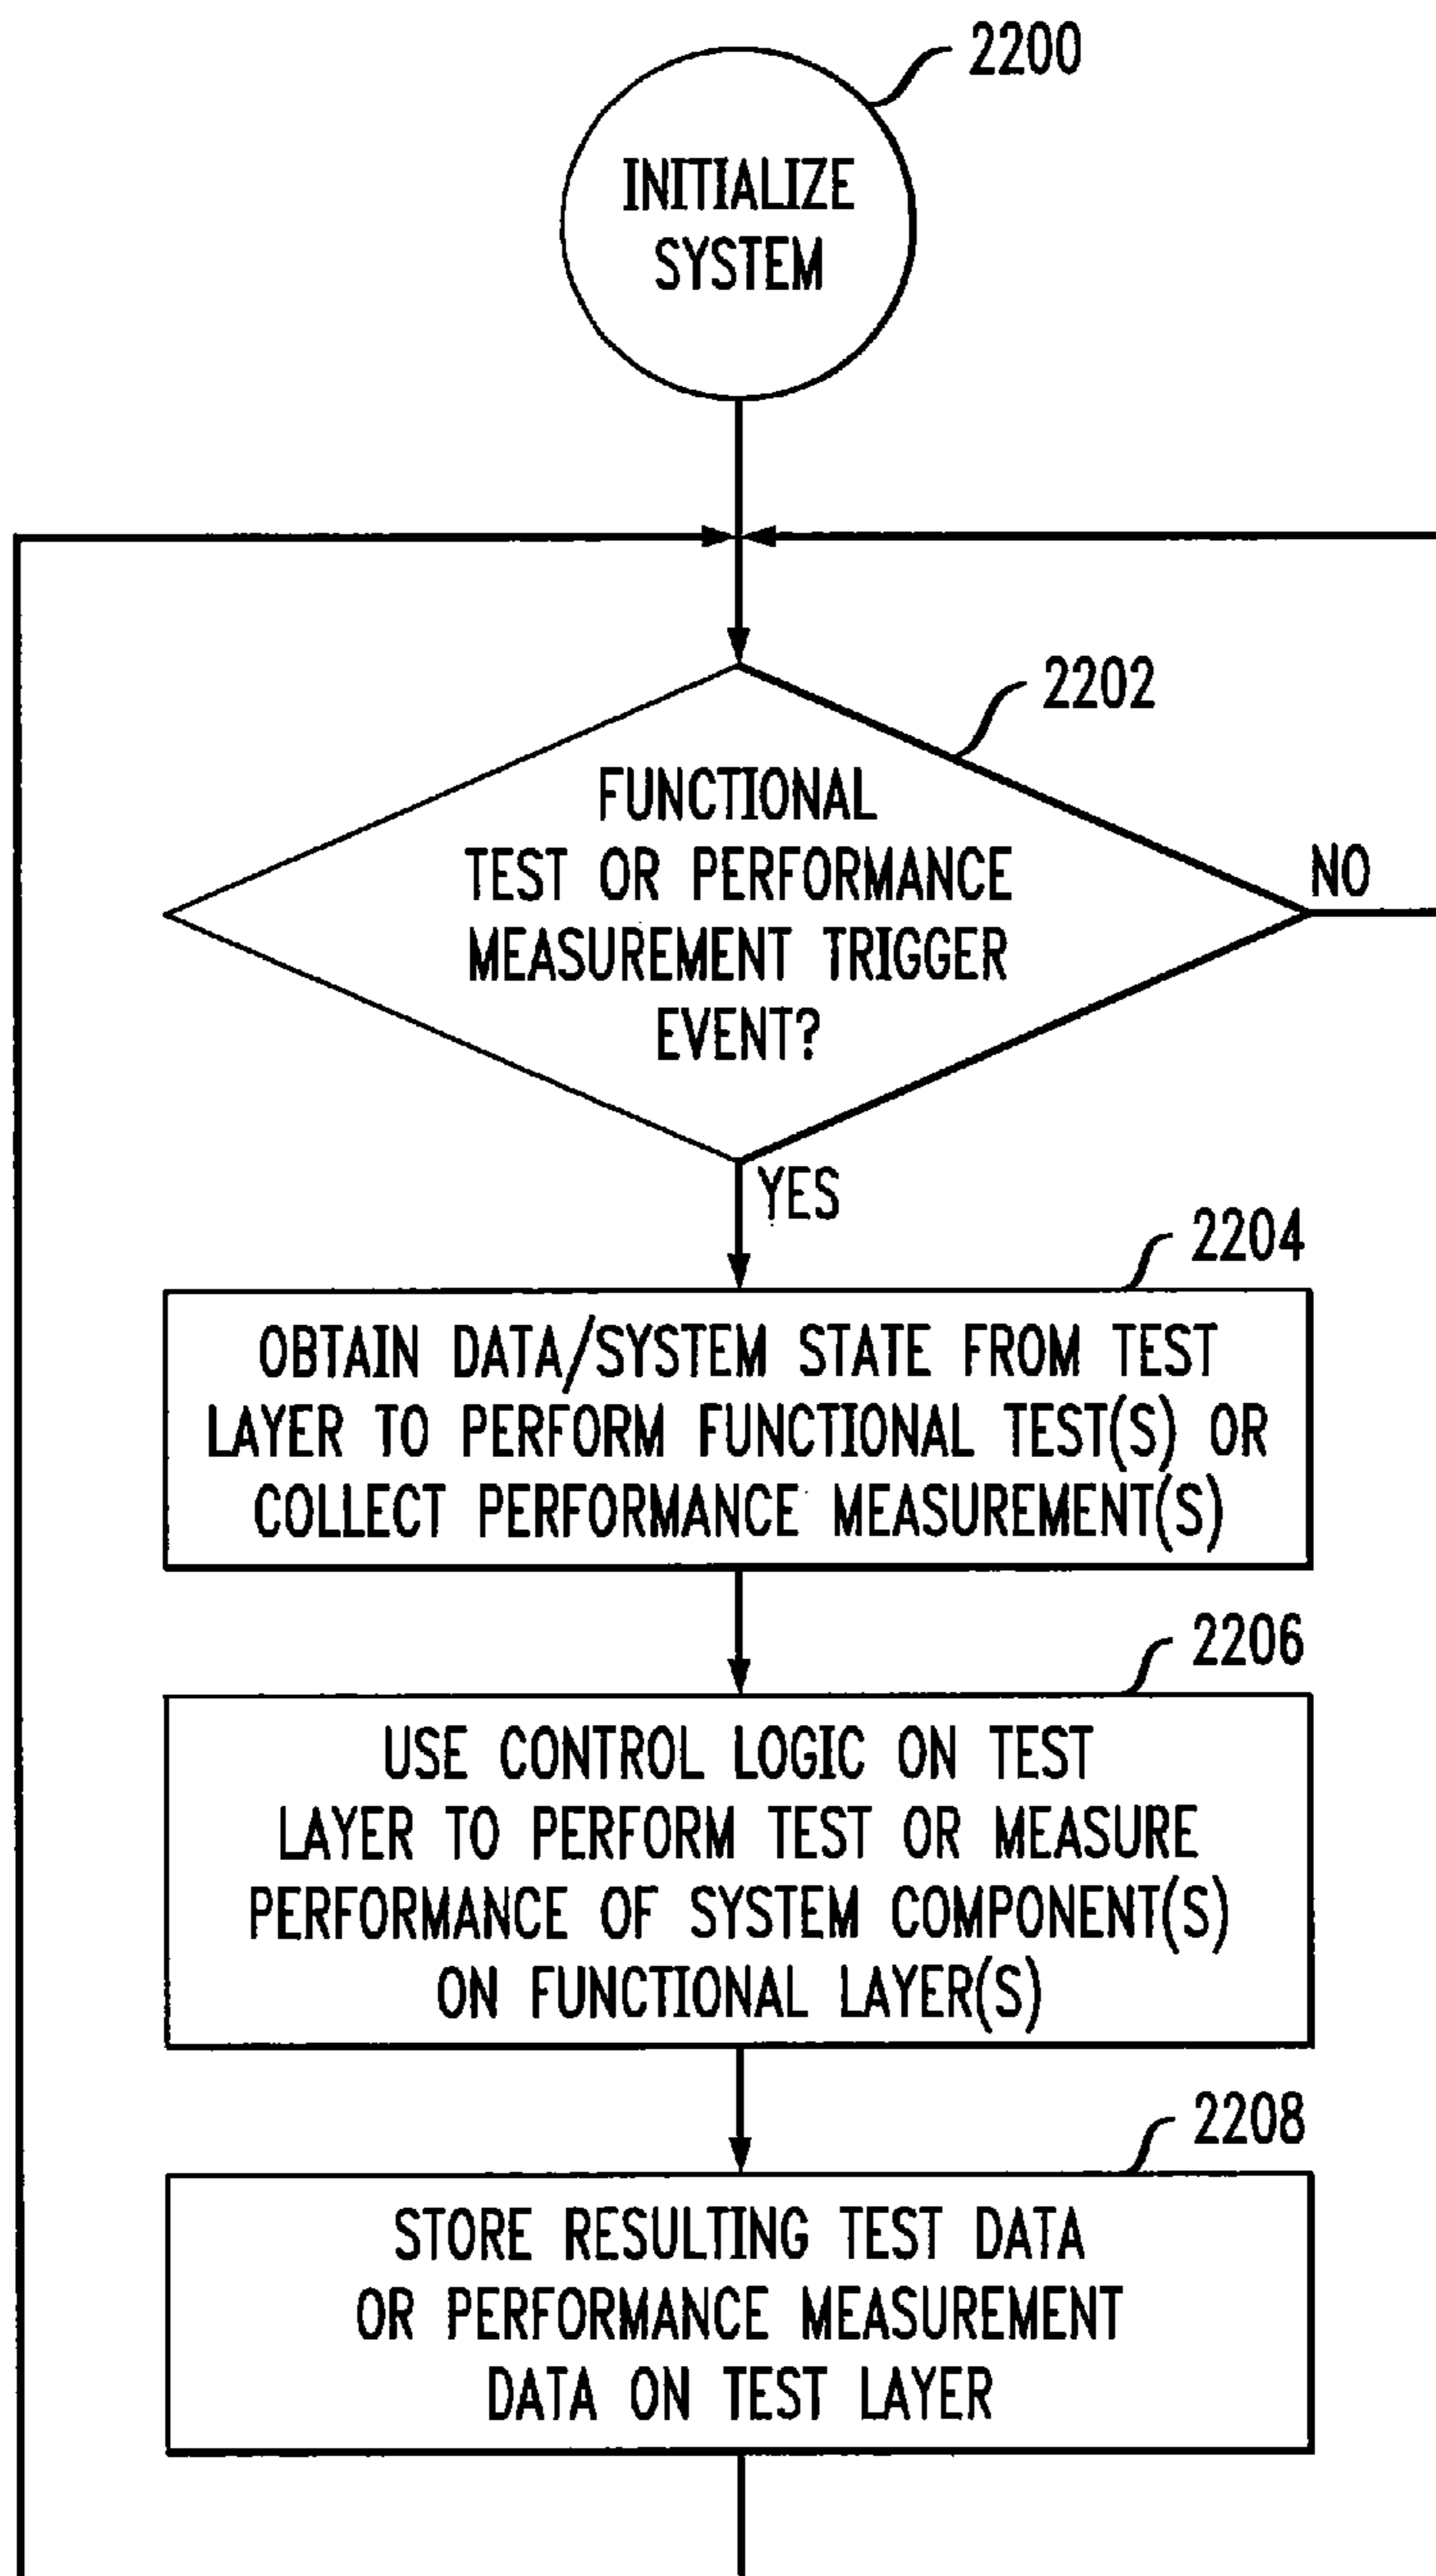 2200
INITIALIZE
SYSTEM
2202
FUNCTIONAL
TEST OR PERFORMANCE
MEASUREMENT TRIGGER
EVENT?
NO
YES
2204
OBTAIN DATA/SYSTEM STATE FROM TEST
LAYER TO PERFORM FUNCTIONAL TEST(S) OR
COLLECT PERFORMANCE MEASUREMENT(S)
2206
USE CONTROL LOGIC ON TEST
LAYER TO PERFORM TEST OR MEASURE
PERFORMANCE OF SYSTEM COMPONENT(S)
ON FUNCTIONAL LAYER(S)
2208
STORE RESULTING TEST DATA
OR PERFORMANCE MEASUREMENT
DATA ON TEST LAYER